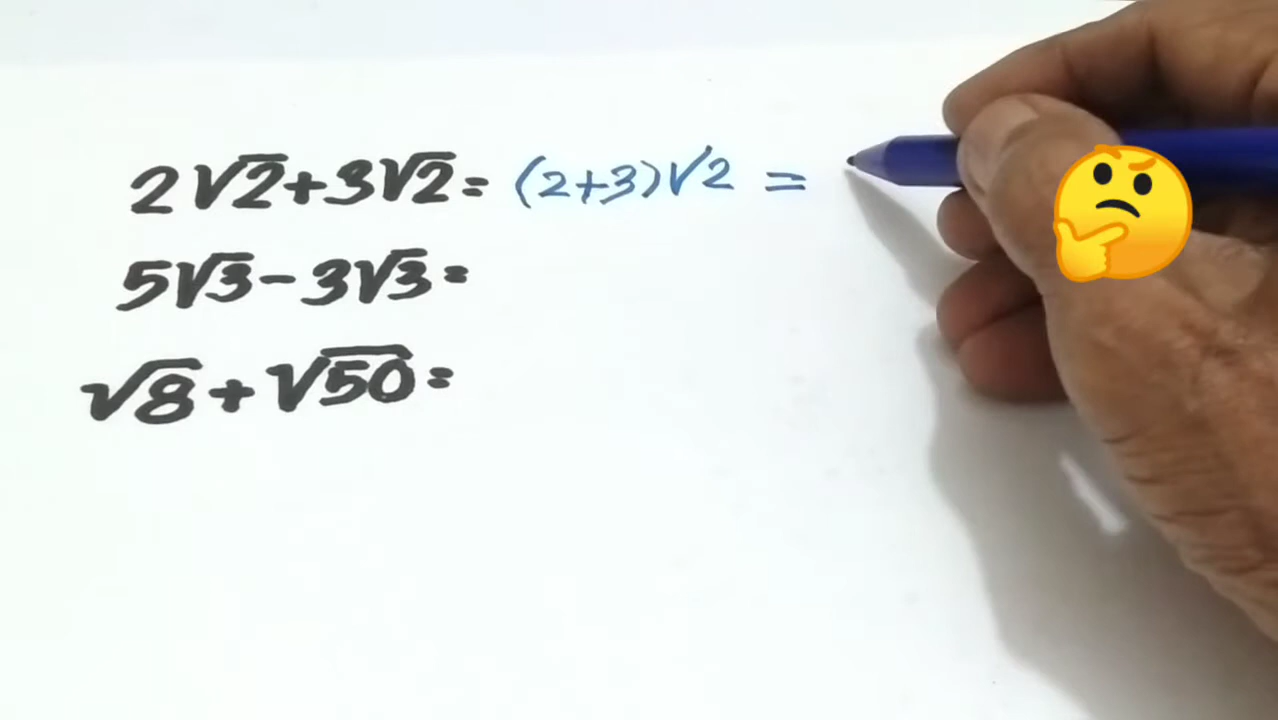 2√2+3√2= (2+3)√2 =
5√3-3√3=
√8+√50=